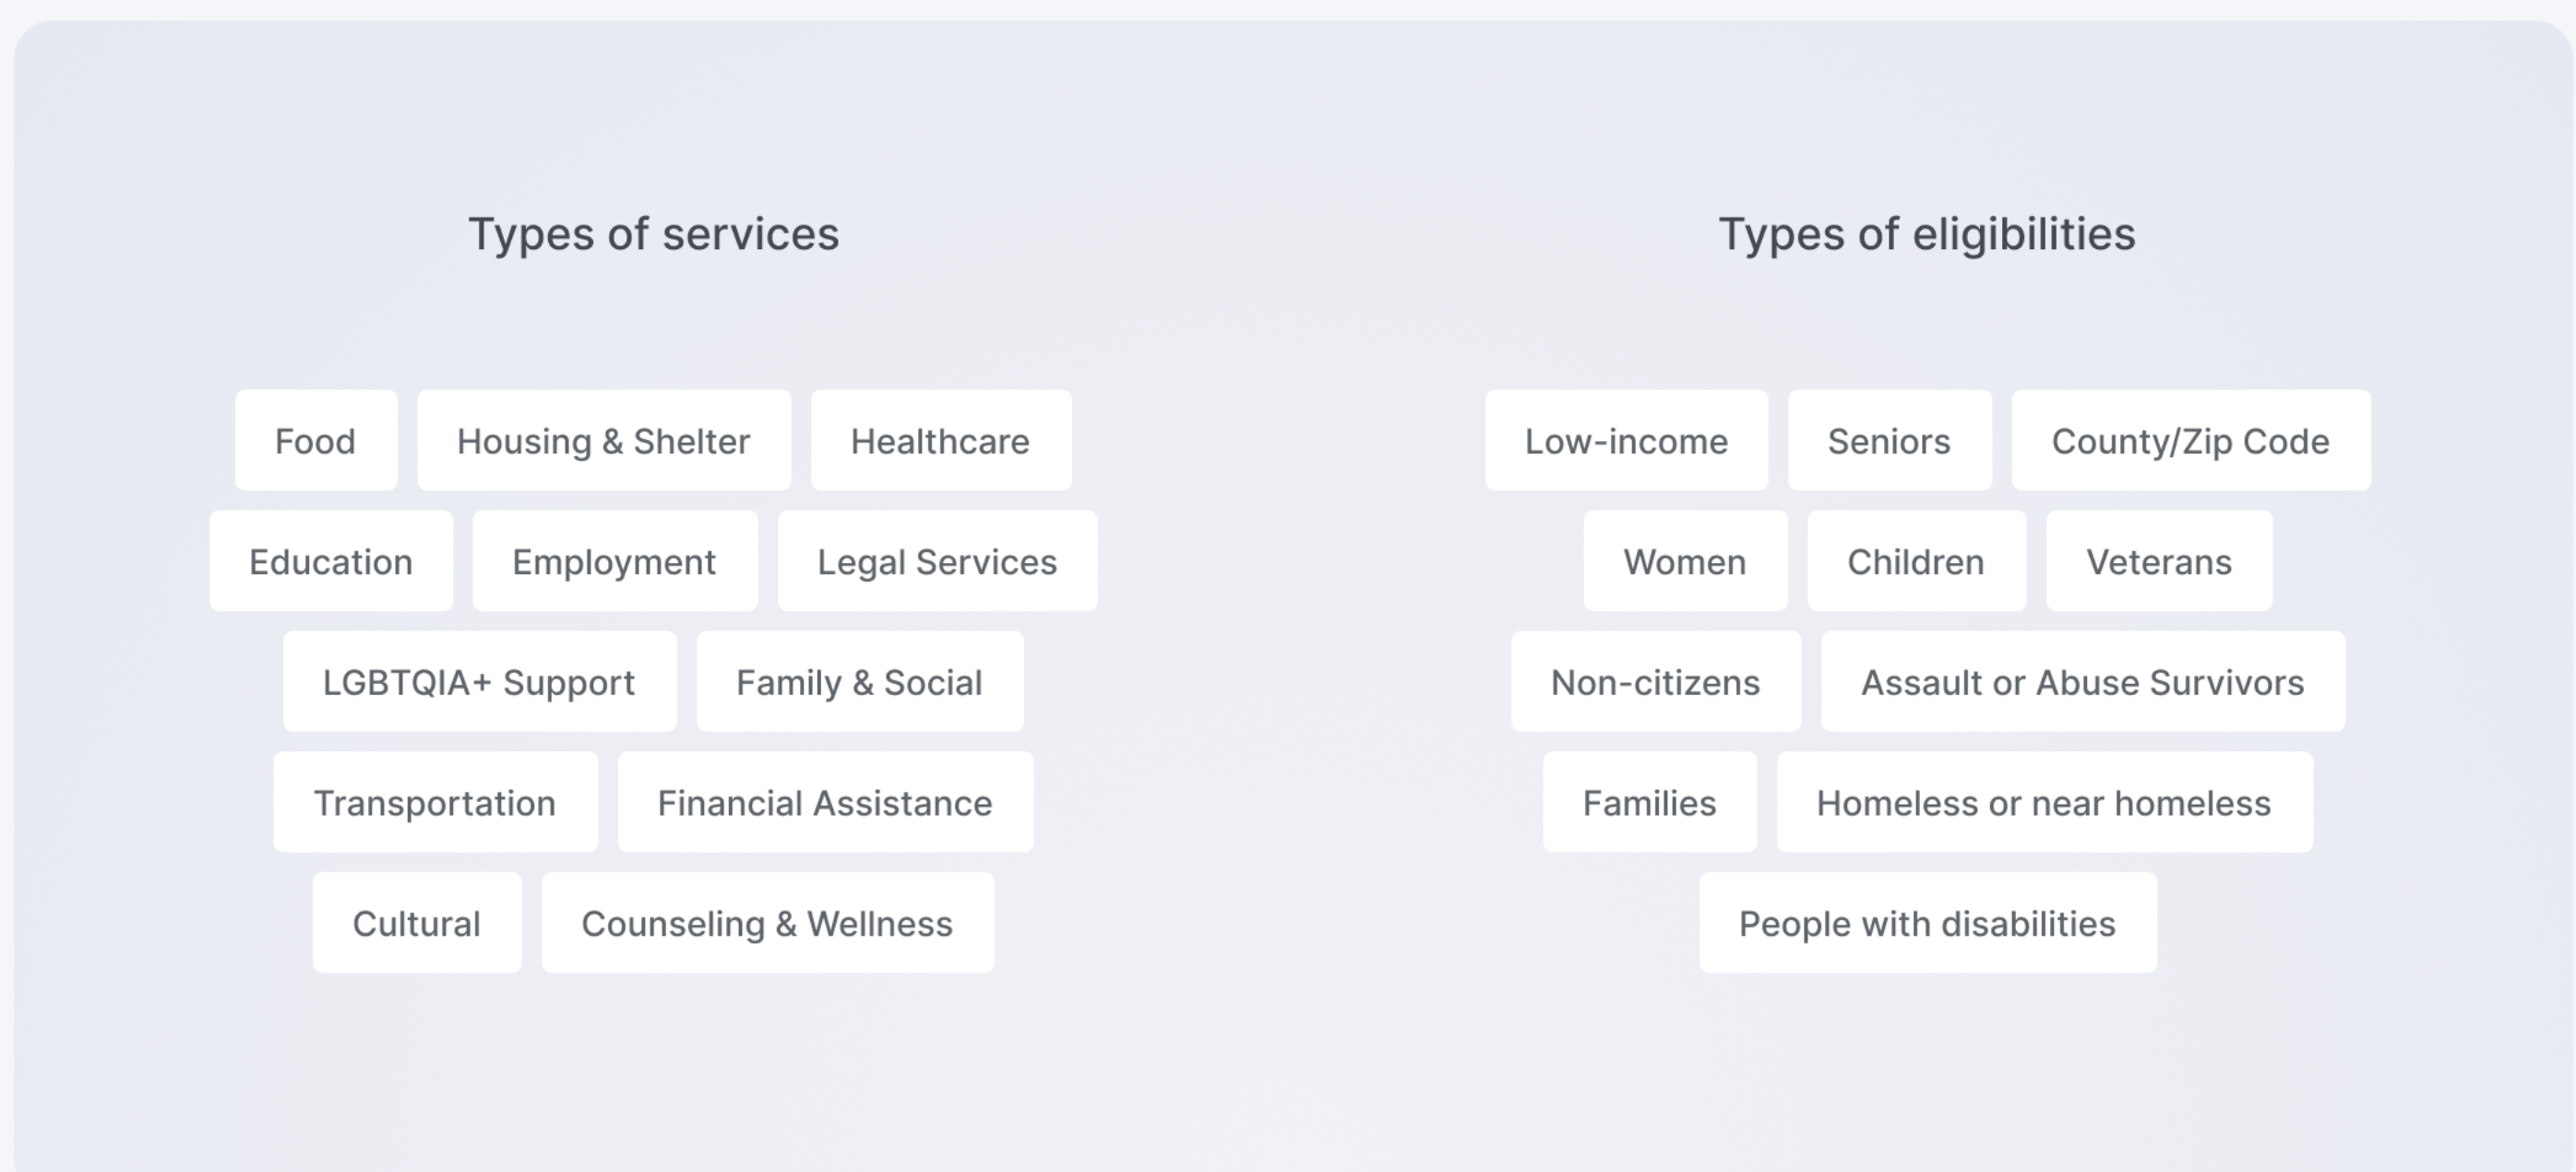 Types of services
Food
Housing & Shelter
Healthcare
Education
Employment
Legal Services
LGBTQIA+ Support
Family & Social
Transportation
Financial Assistance
Cultural
Counseling & Wellness
Types of eligibilities
Low-income
Seniors
County/Zip Code
Women
Children
Veterans
Non-citizens
Assault or Abuse Survivors
Families
Homeless or near homeless
People with disabilities